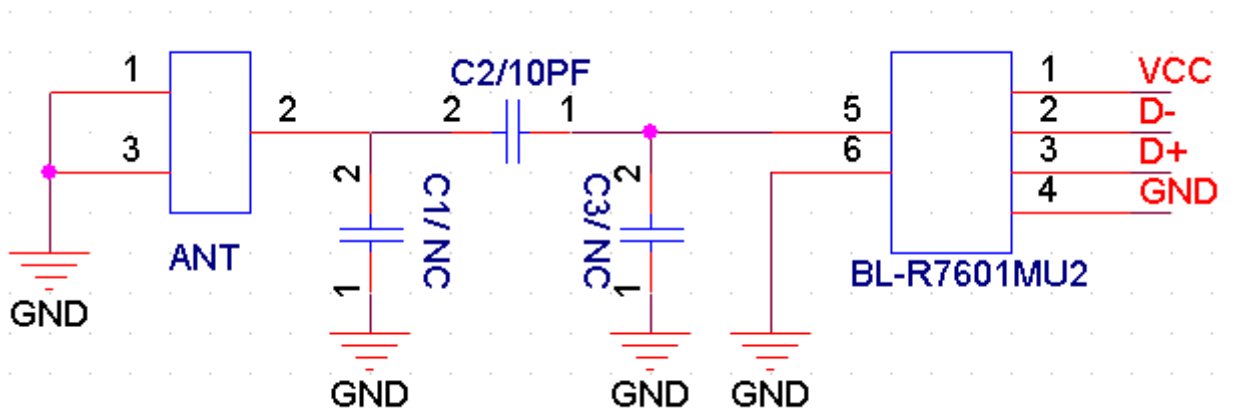 C2/10PF
1
VCC
1
2
2
1
5
2
D-
3
6
3
D+
2
2
4
GND
C1/ NC
C3/ NC
ANT
BL-R7601MU2
1
1
GND
GND
GND
GND